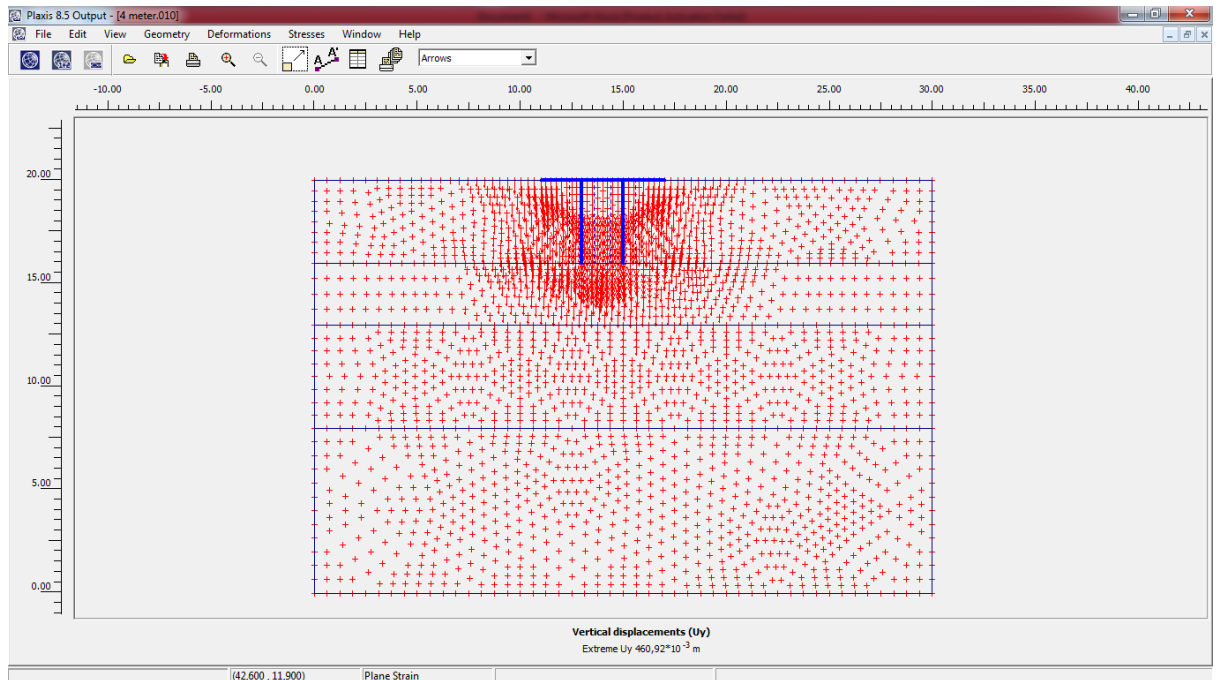 Plaxis 8.5 Output - [4 meter.010]
File Edit View Geometry Deformations Stresses Window Help
Arrows
-10.00 -5.00 0.00 5.00 10.00 15.00 20.00 25.00 30.00 35.00 40.00
20.00
15.00
10.00
5.00
0.00
Vertical displacements (Uy)
Extreme Uy 460,92*10-3 m
(42.600 , 11.900) Plane Strain